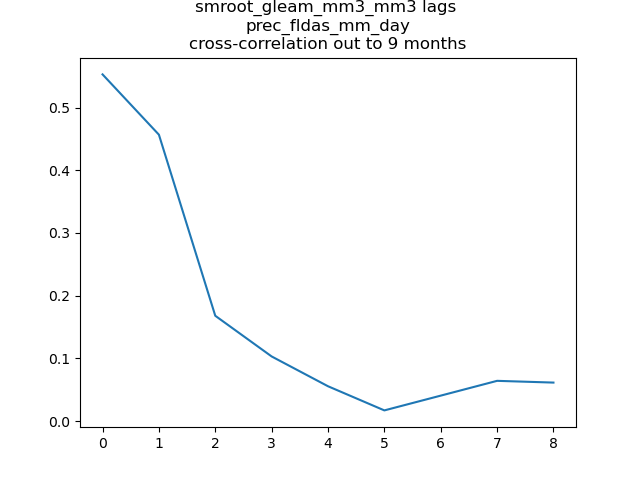 smroot_gleam_mm3_mm3 lags
prec_fldas_mm_day
cross-correlation out to 9 months
0.5
0.4
0.3
0.2
0.1
0.0
0 1 2 3 4 5 6 7 8